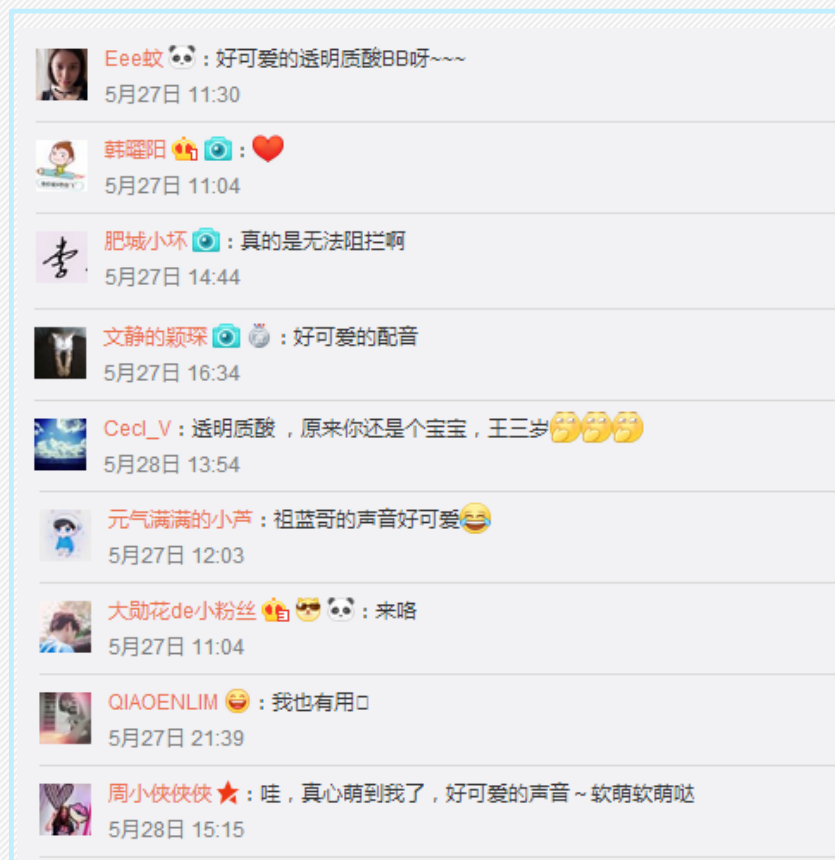 Eee蚊：好可爱的透明质酸BB呀~~~
5月27日 11:30
韩曜阳：
5月27日 11:04
肥城小坏：真的是无法阻拦啊
5月27日 14:44
文静的颖琛：好可爱的配音
5月27日 16:34
Cecl_V：透明质酸 ，原来你还是个宝宝，王三岁
5月28日 13:54
元气满满的小芦：祖蓝哥的声音好可爱
5月27日 12:03
大勋花de小粉丝：来咯
5月27日 11:04
QIAOENLIM：我也有用
5月27日 21:39
周小侠侠侠：哇，真心萌到我了，好可爱的声音～软萌软萌哒
5月28日 15:15